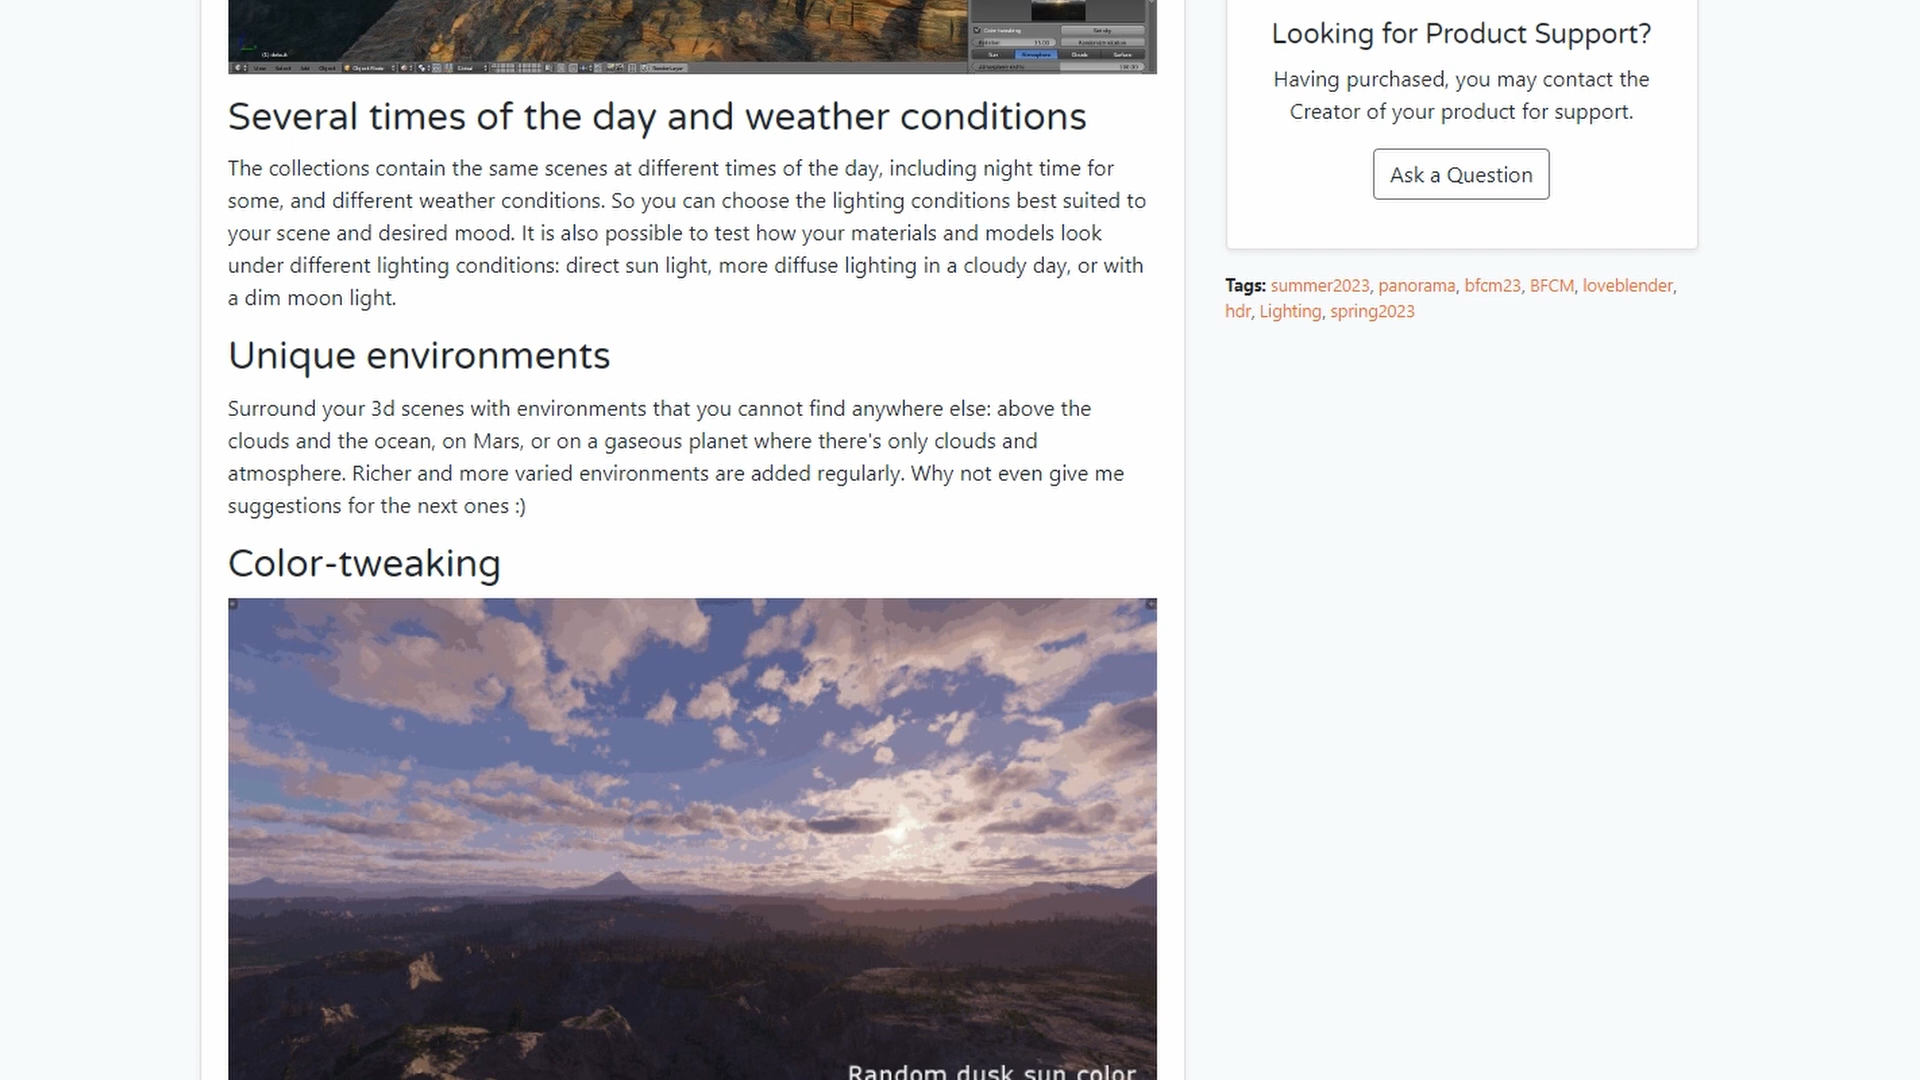 Several times of the day and weather conditions
The collections contain the same scenes at different times of the day, including night time for
some, and different weather conditions. So you can choose the lighting conditions best suited to
your scene and desired mood. It is also possible to test how your materials and models look
under different lighting conditions: direct sun light, more diffuse lighting in a cloudy day, or with
a dim moon light.
Unique environments
Surround your 3d scenes with environments that you cannot find anywhere else: above the
clouds and the ocean, on Mars, or on a gaseous planet where there's only clouds and
atmosphere. Richer and more varied environments are added regularly. Why not even give me
suggestions for the next ones :)
Color-tweaking
Random dusk sun color
Looking for Product Support?
Having purchased, you may contact the
Creator of your product for support.
Ask a Question
Tags: summer2023, panorama, bfcm23, BFCM, loveblender,
hdr, Lighting, spring2023